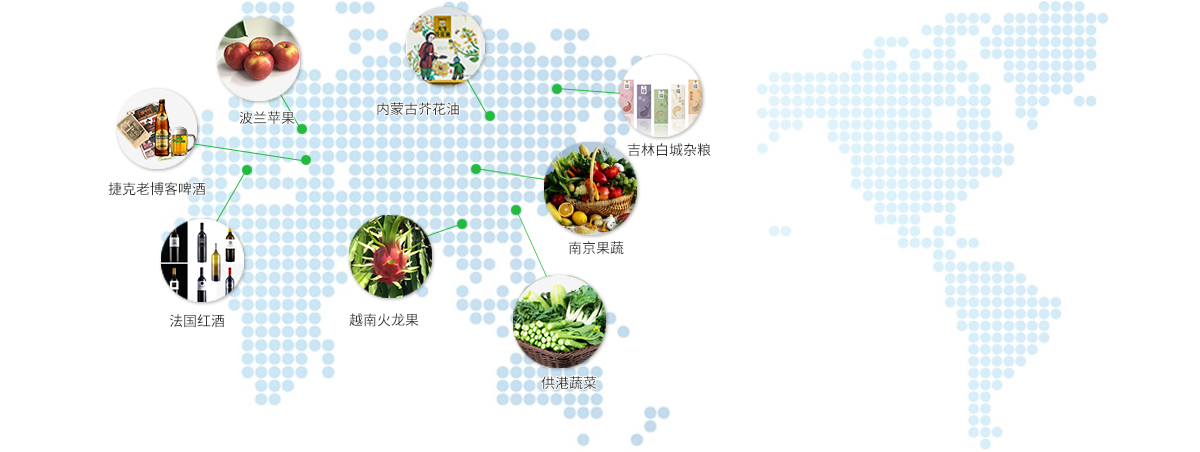 波兰苹果
内蒙古芥花油
吉林白城杂粮
捷克老博客啤酒
南京果蔬
法国红酒
越南火龙果
供港蔬菜